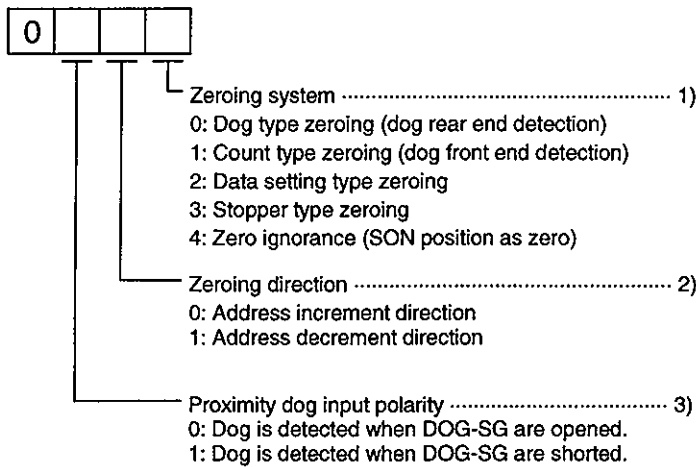 0
Zeroing system ................................ 1)
0: Dog type zeroing (dog rear end detection)
1: Count type zeroing (dog front end detection)
2: Data setting type zeroing
3: Stopper type zeroing
4: Zero ignorance (SON position as zero)
Zeroing direction ................................ 2)
0: Address increment direction
1: Address decrement direction
Proximity dog input polarity ................................ 3)
0: Dog is detected when DOG-SG are opened.
1: Dog is detected when DOG-SG are shorted.